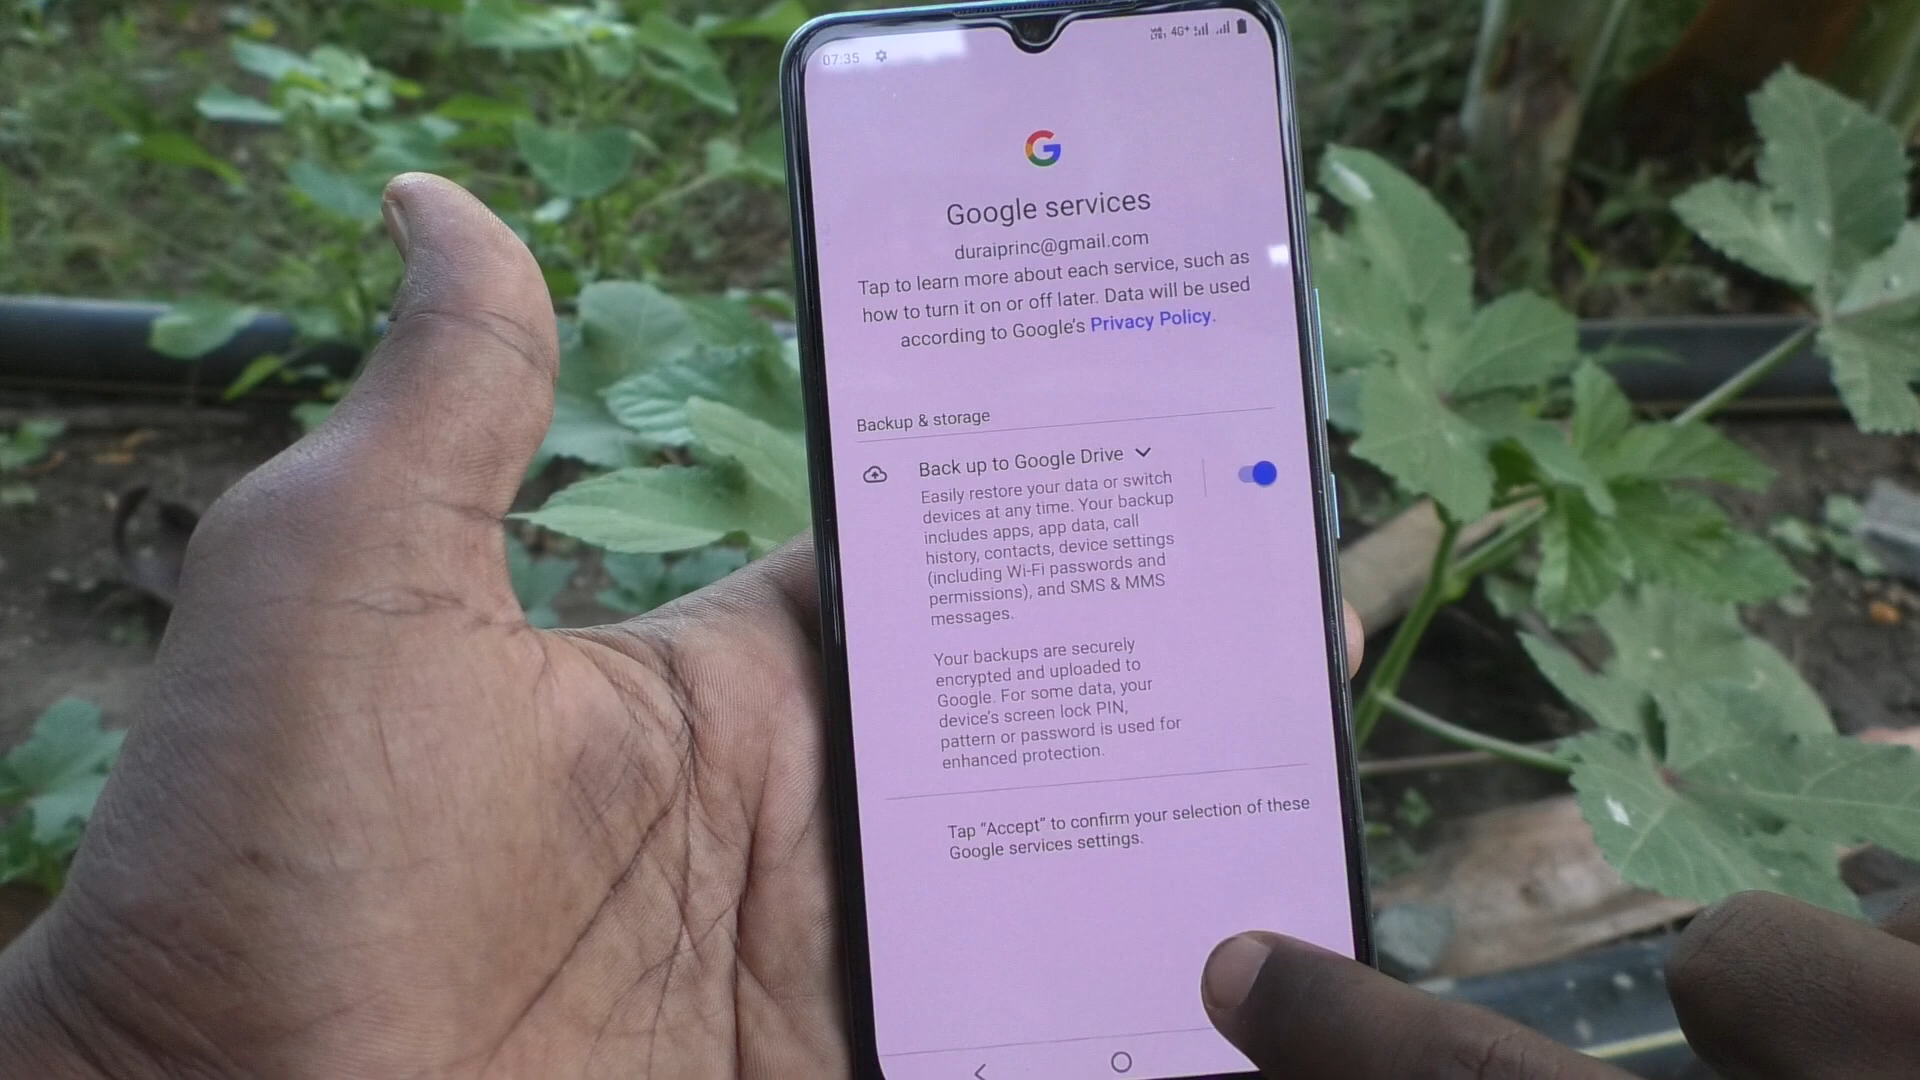 07:35
4G+
Google services
duraiprinc@gmail.com
Tap to learn more about each service, such as
how to turn it on or off later. Data will be used
according to Google's Privacy Policy.
Backup & storage
Back up to Google Drive
Easily restore your data or switch
devices at any time. Your backup
includes apps, app data, call
history, contacts, device settings
(including Wi-Fi passwords and
permissions), and SMS & MMS
messages.
Your backups are securely
encrypted and uploaded to
Google. For some data, your
device's screen lock PIN,
pattern or password is used for
enhanced protection.
Tap “Accept” to confirm your selection of these
Google services settings.